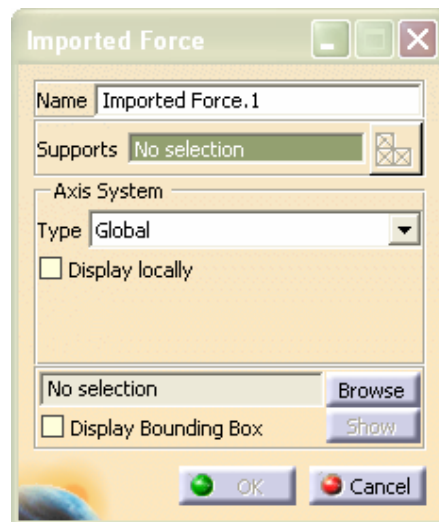 Imported Force
Name Imported Force.1
Supports No selection
Axis System
Type Global
Display locally
No selection Browse
Display Bounding Box Show
OK Cancel